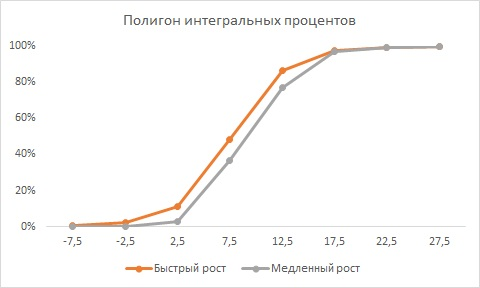 Полигон интегральных процентов
100%
80%
60%
40%
20%
0%
-7,5 -2,5 2,5 7,5 12,5 17,5 22,5 27,5
Быстрый рост Медленный рост